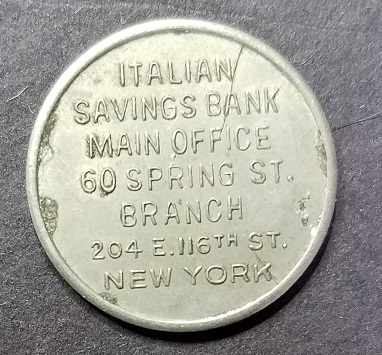 ITALIAN
SAVINGS BANK
MAIN OFFICE
60 SPRING ST.
BRANCH
204 E. 116TH ST.
NEW YORK